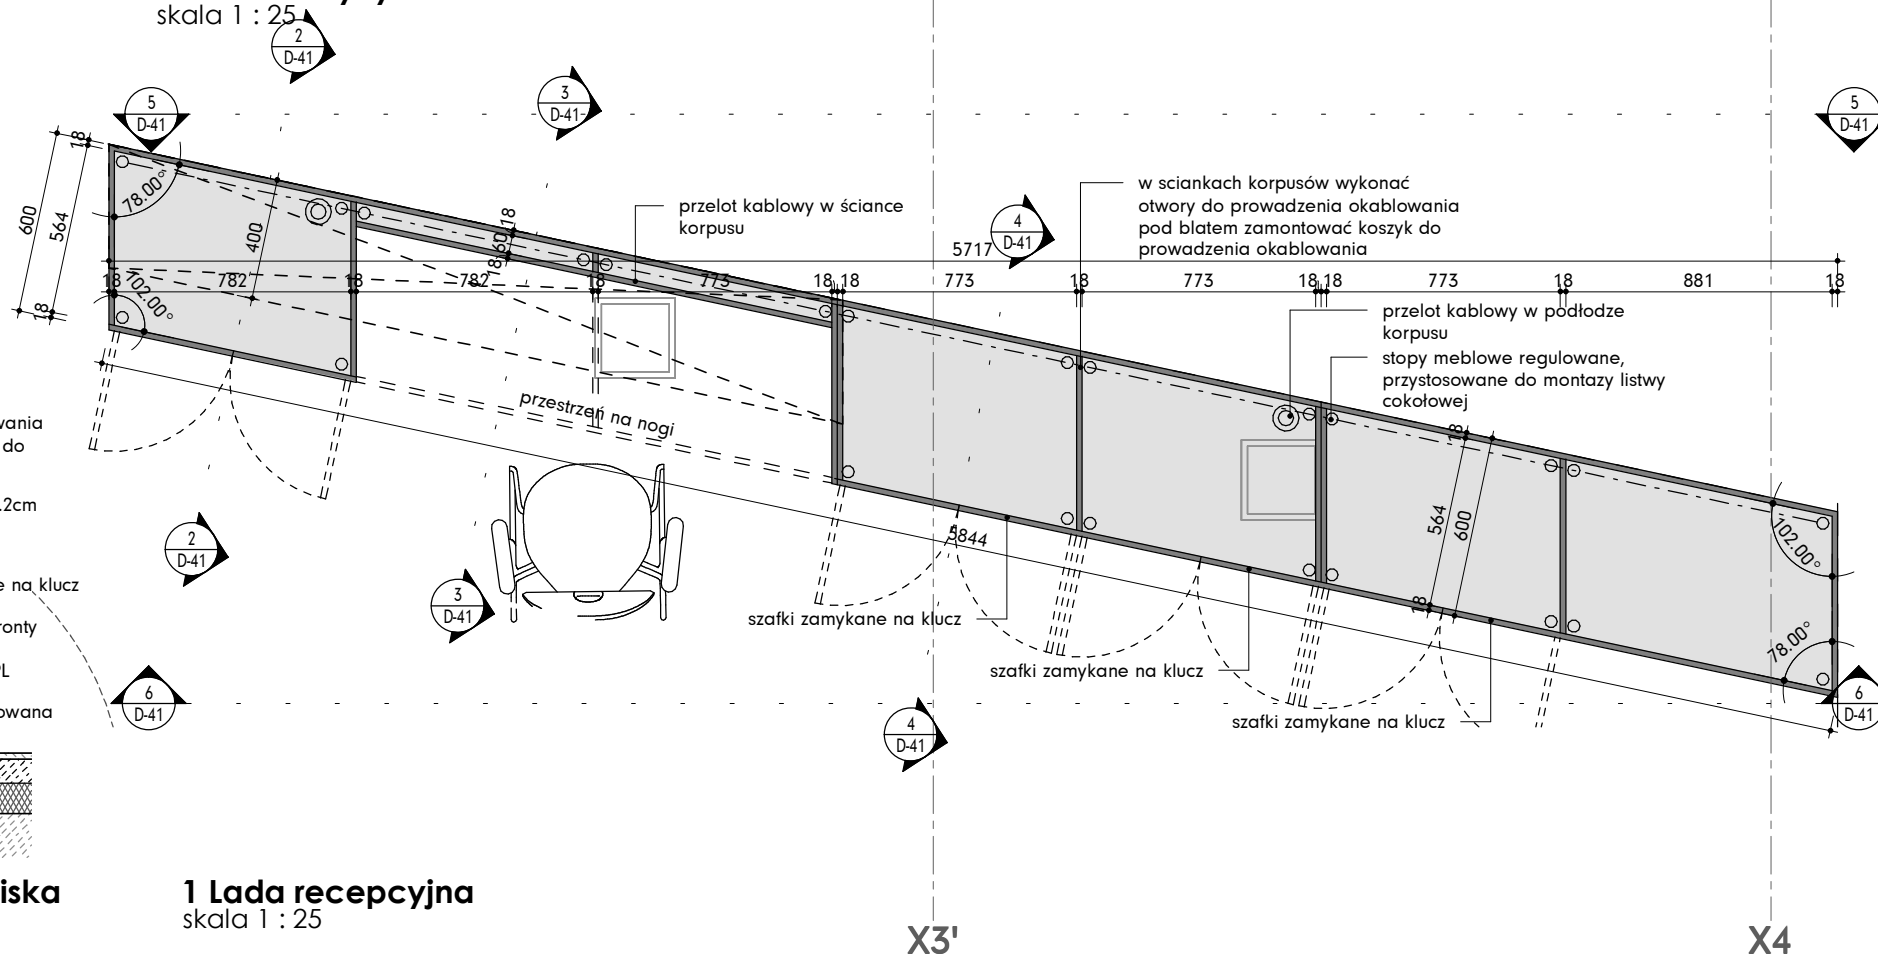 skala 1 : 25
2
D-41
3
D-41
5
D-41
5
D-41
4
D-41
w sciankach korpusów wykonać
otwory do prowadzenia okablowania
pod blatem zamontować koszyk do
prowadzenia okablowania
przelot kablowy w ściance
korpusu
5717
18
600
564
18
78.00°
400
102.00°
18
60
18
18 782 18 782 18 773 18 18 773 18 773 18 18 773 18 881 18
przelot kablowy w podłodze
korpusu
stopy meblowe regulowane,
przystosowane do montazy listwy
cokołowej
przestrzeń na nogi
5844
18
564
600
18
102.00°
78.00°
wania
do
.2cm
e na klucz
ronty
PL
owana
2
D-41
3
D-41
szafki zamykane na klucz
szafki zamykane na klucz
szafki zamykane na klucz
6
D-41
4
D-41
6
D-41
iska
1 Lada recepcyjna
skala 1 : 25
X3'
X4